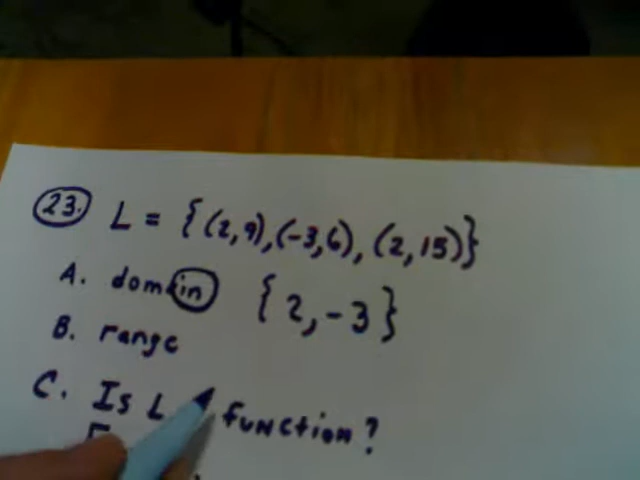 23. L = {(2,9),(-3,6),(2,15)}
A. domain {2,-3}
B. range
C. Is L function?